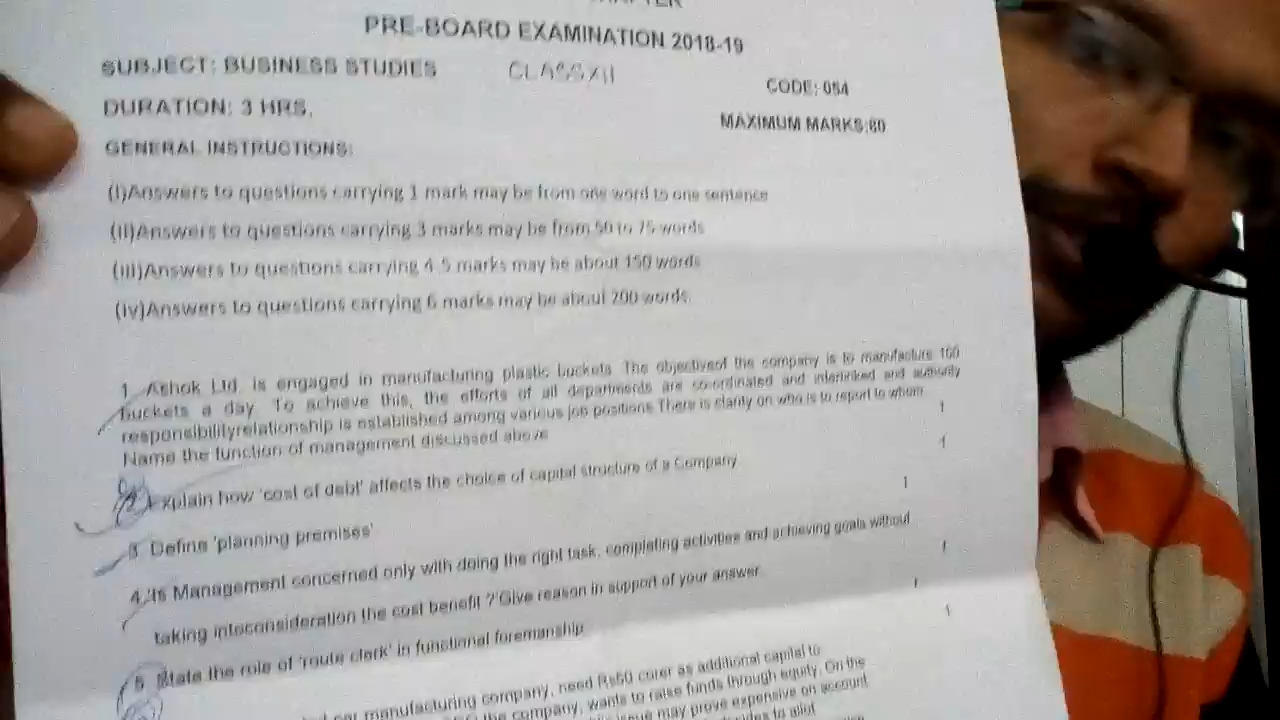 PRE-BOARD EXAMINATION 2018-19
SUBJECT: BUSINESS STUDIES CLASS XII CODE: 054
DURATION: 3 HRS,
MAXIMUM MARKS:80
GENERAL INSTRUCTIONS:
(I)Answers to questions carrying 1 mark may be from one word to one sentence
(II)Answers to questions carrying 3 marks may be from 50 to 75 words
(III)Answers to questions carrying 4-5 marks may be about 150 words
(IV)Answers to questions carrying 6 marks may be about 200 words.
1. Ashok Ltd. is engaged in manufacturing plastic buckets. The objectiveof the company is to manufacture 100
buckets a day. To achieve this, the efforts of all departments are co-ordinated and interlinked and authority
responsibilityrelationship is established among various job positions.There is clarity on who is to report to whom.
Name the function of management discussed above 1
2. Explain how 'cost of debt' affects the choice of capital structure of a Company 1
3. Define 'planning premises' 1
4.'Is Management concerned only with doing the right task, completing activities and achieving goals without
taking intoconsideration the cost benefit ?'Give reason in support of your answer. 1
5. State the role of 'route clerk' in functional foremanship 1
1
car manufacturing company, need Rs50 corer as additional capital to
the company, wants to raise funds through equity. On the
issue may prove expensive on account
decides to allot